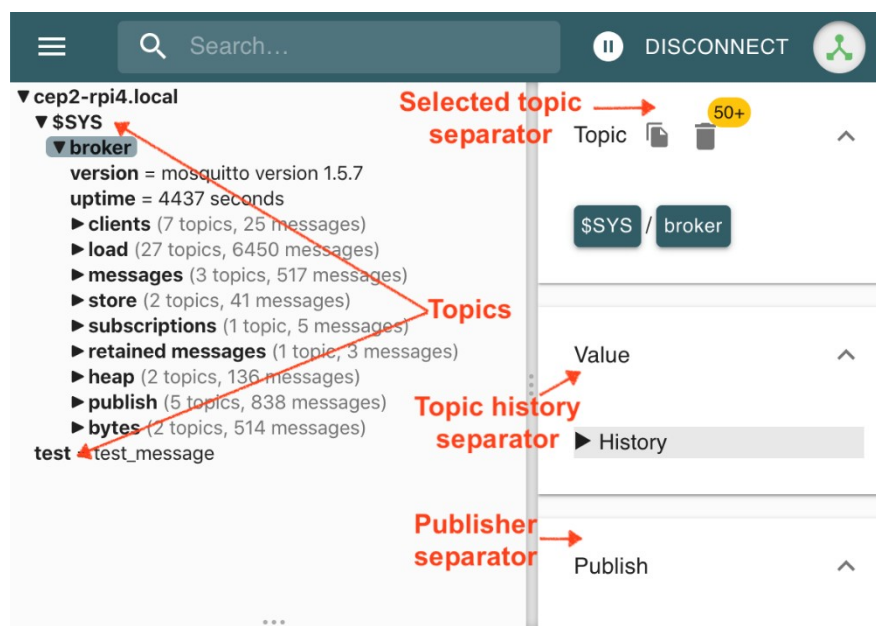 Search...
DISCONNECT
▼ cep2-rpi4.local
▼ $SYS
▼ broker
version = mosquitto version 1.5.7
uptime = 4437 seconds
▶ clients (7 topics, 25 messages)
▶ load (27 topics, 6450 messages)
▶ messages (3 topics, 517 messages)
▶ store (2 topics, 41 messages)
▶ subscriptions (1 topic, 5 messages)
▶ retained messages (1 topic, 3 messages)
▶ heap (2 topics, 136 messages)
▶ publish (5 topics, 838 messages)
▶ bytes (2 topics, 514 messages)
test = test_message
Topics
Selected topic
separator
50+
Topic
$SYS / broker
Topic history
separator
Value
▶ History
Publisher
separator
Publish